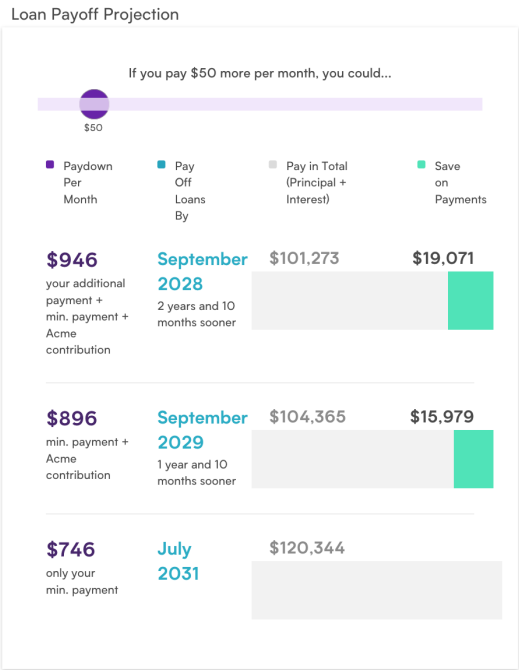 Loan Payoff Projection
If you pay $50 more per month, you could...
$50
Paydown
Per
Month
Pay
Off
Loans
By
Pay in Total
(Principal +
Interest)
Save
on
Payments
$946
your additional
payment +
min. payment +
Acme
contribution
September
2028
2 years and 10
months sooner
$101,273
$19,071
$896
min. payment +
Acme
contribution
September
2029
1 year and 10
months sooner
$104,365
$15,979
$746
only your
min. payment
July
2031
$120,344